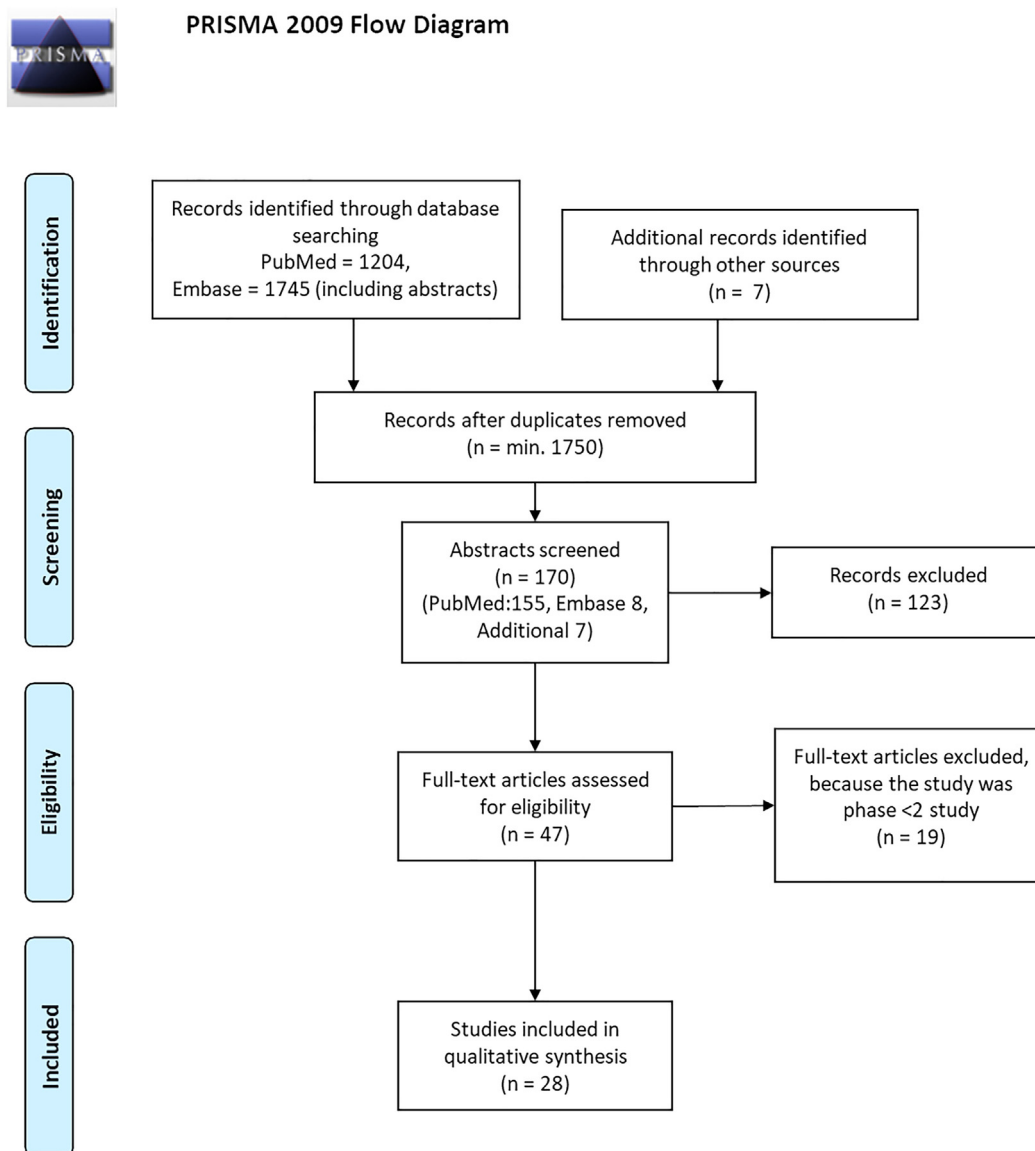 PRISMA
PRISMA 2009 Flow Diagram
Identification
Records identified through database
searching
PubMed = 1204,
Embase = 1745 (including abstracts)
Additional records identified
through other sources
(n = 7)
Records after duplicates removed
(n = min. 1750)
Screening
Abstracts screened
(n = 170)
(PubMed:155, Embase 8,
Additional 7)
Records excluded
(n = 123)
Eligibility
Full-text articles assessed
for eligibility
(n = 47)
Full-text articles excluded,
because the study was
phase <2 study
(n = 19)
Included
Studies included in
qualitative synthesis
(n = 28)